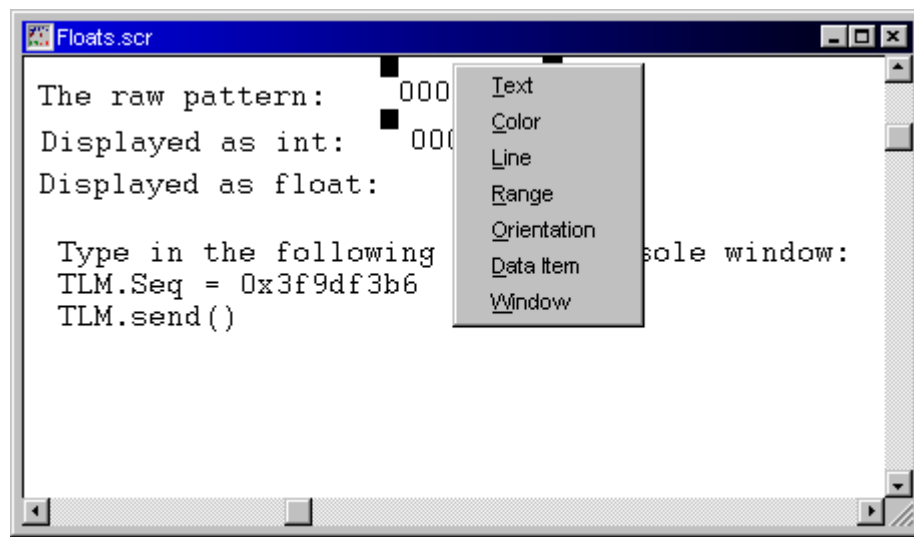 Floats.scr
The raw pattern: 000
Displayed as int: 000
Displayed as float:
Type in the following sole window:
TLM.Seq = 0x3f9df3b6
TLM.send()
Text
Color
Line
Range
Orientation
Data Item
Window